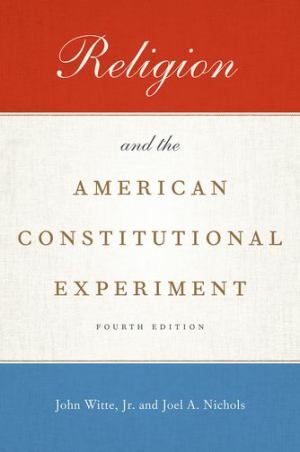 Religion
and the
AMERICAN
CONSTITUTIONAL
EXPERIMENT
FOURTH EDITION
John Witte, Jr. and Joel A. Nichols